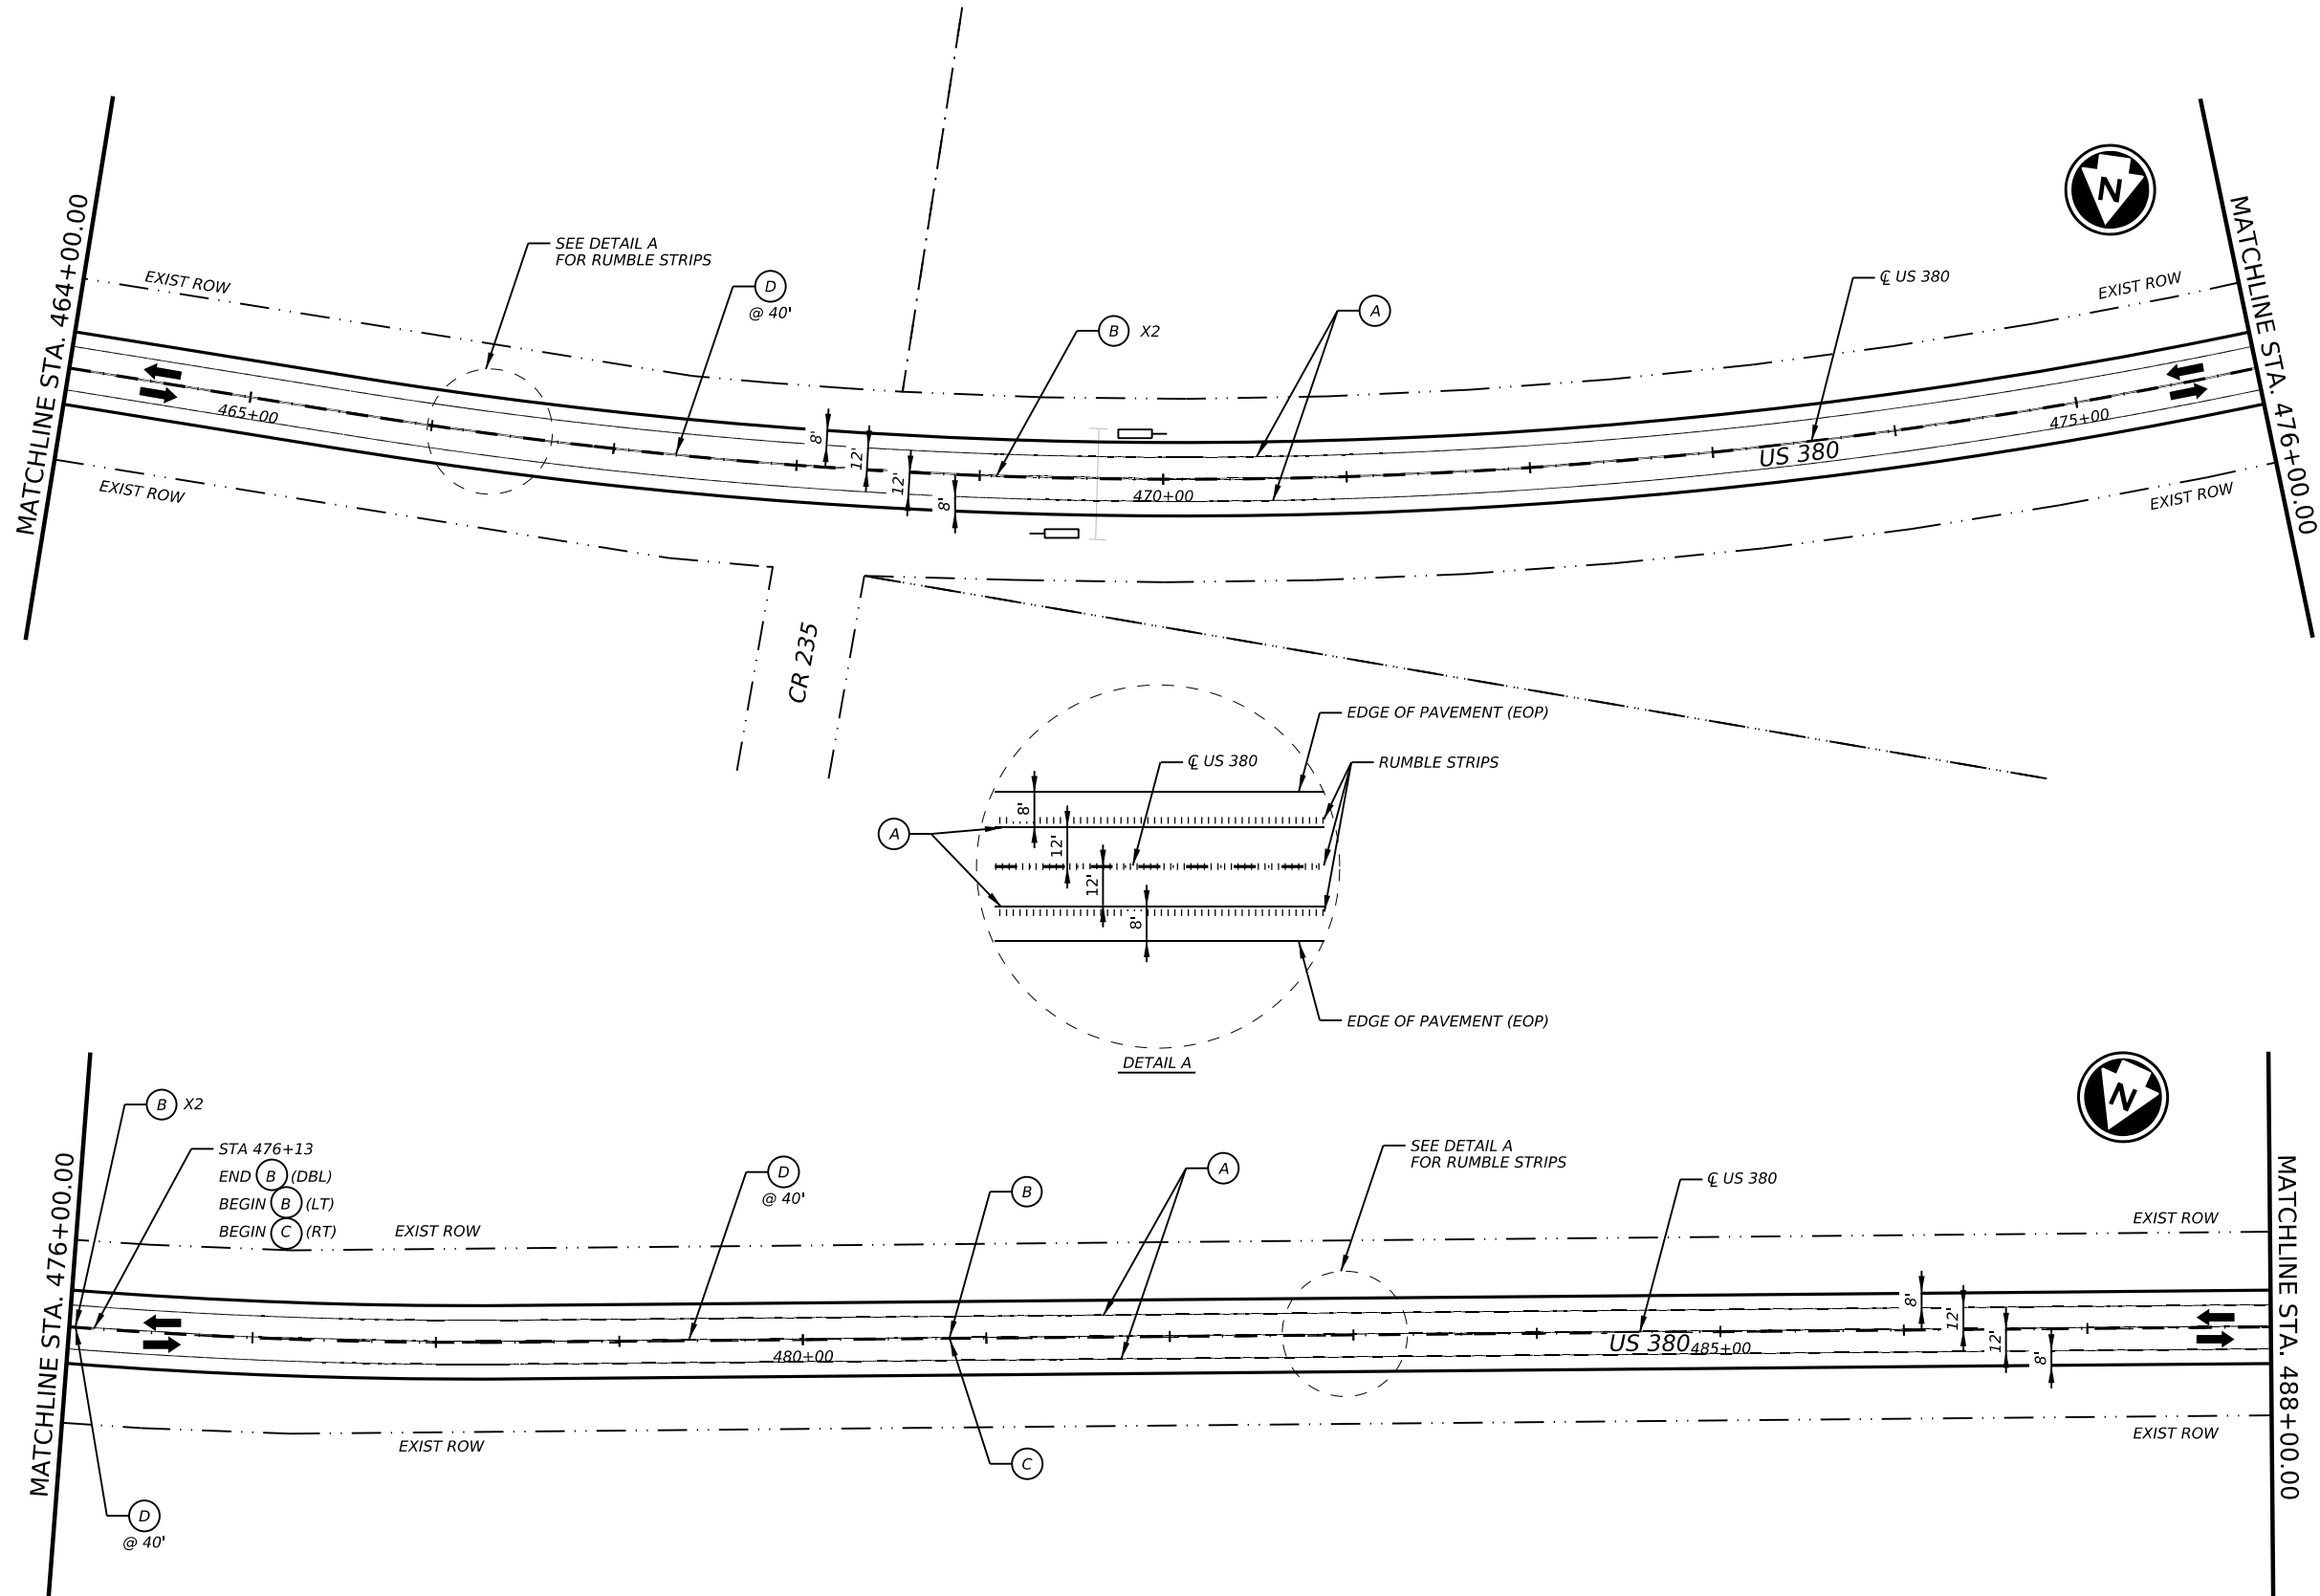 MATCHLINE STA. 464+00.00
EXIST ROW
EXIST ROW
465+00
SEE DETAIL A
FOR RUMBLE STRIPS
D
@ 40'
8'
12'
12'
8'
B X2
A
470+00
℄ US 380
US 380
475+00
EXIST ROW
EXIST ROW
N
MATCHLINE STA. 476+00.00
CR 235
EDGE OF PAVEMENT (EOP)
℄ US 380
RUMBLE STRIPS
A
8'
12'
12'
8'
EDGE OF PAVEMENT (EOP)
DETAIL A
MATCHLINE STA. 476+00.00
B X2
STA 476+13
END B (DBL)
BEGIN B (LT)
BEGIN C (RT)
EXIST ROW
EXIST ROW
D
@ 40'
D
@ 40'
480+00
B
C
A
SEE DETAIL A
FOR RUMBLE STRIPS
℄ US 380
US 380
485+00
8'
12'
12'
8'
EXIST ROW
EXIST ROW
N
MATCHLINE STA. 488+00.00